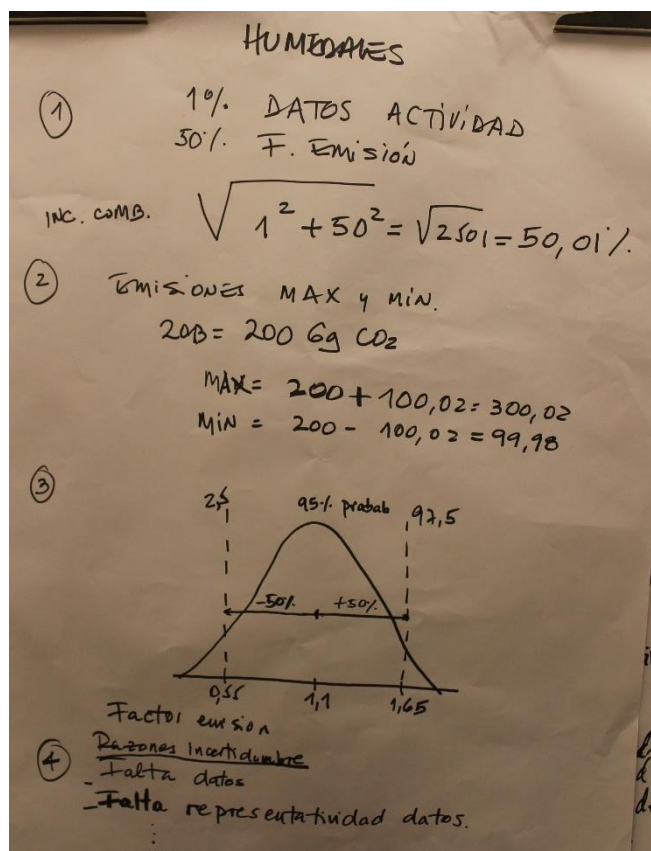 HUMEDALES
① 1% DATOS ACTIVIDAD
50% F. Emisión
INC. COMB. √1² + 50² = √2501 = 50,01%
② Emisiones MAX y MIN.
2013 = 200 Gg CO₂
MAX = 200 + 100,02 = 300,02
MIN = 200 - 100,02 = 99,98
③
2,5 95% probab 97,5
-50% +50%
0,55 1,1 1,65
Factor emision
④ Razones incertidumbre
- Falta datos
- Falta representatividad datos.
⋮